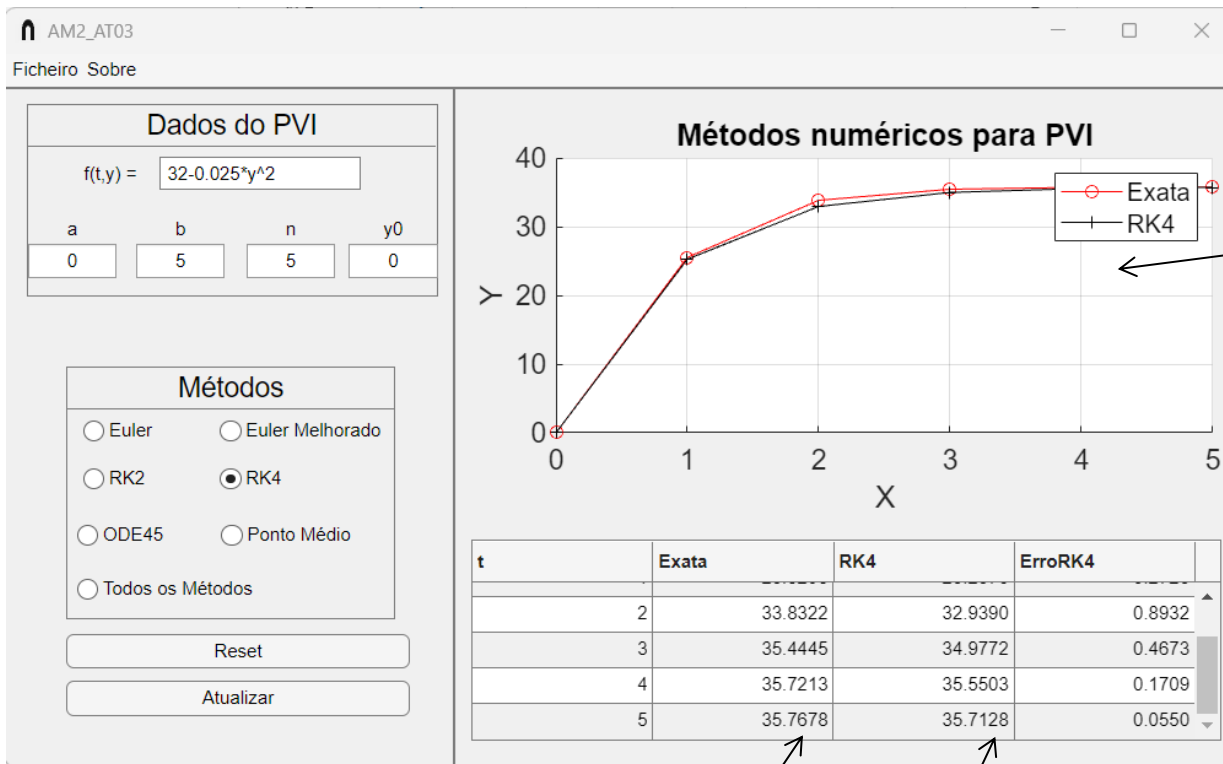 AM2_AT03
Ficheiro Sobre
Dados do PVI
f(t,y) = 32-0.025*y^2
a b n y0
0 5 5 0
Métodos
Euler Euler Melhorado
RK2 RK4
ODE45 Ponto Médio
Todos os Métodos
Reset
Atualizar
Métodos numéricos para PVI
40
30
20
10
0
Y
0 1 2 3 4 5
X
Exata
RK4
t Exata RK4 ErroRK4
2 33.8322 32.9390 0.8932
3 35.4445 34.9772 0.4673
4 35.7213 35.5503 0.1709
5 35.7678 35.7128 0.0550